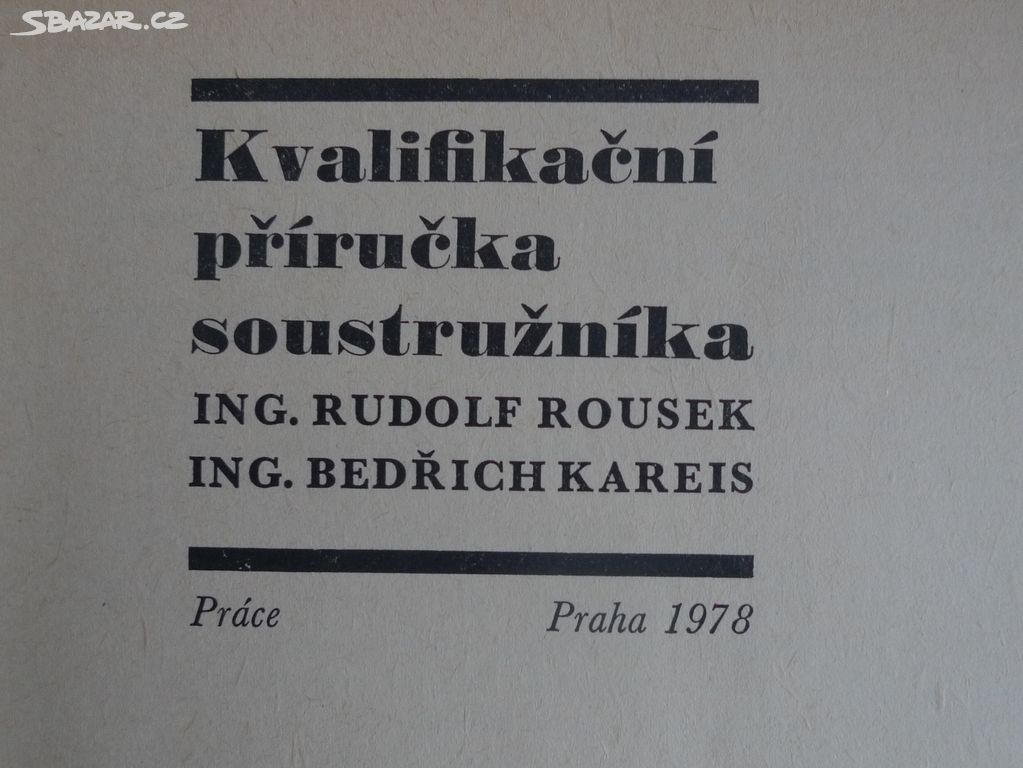 SBAZAR.CZ
Kvalifikační
příručka
soustružníka
ING. RUDOLF ROUSEK
ING. BEDŘICH KAREIS
Práce Praha 1978